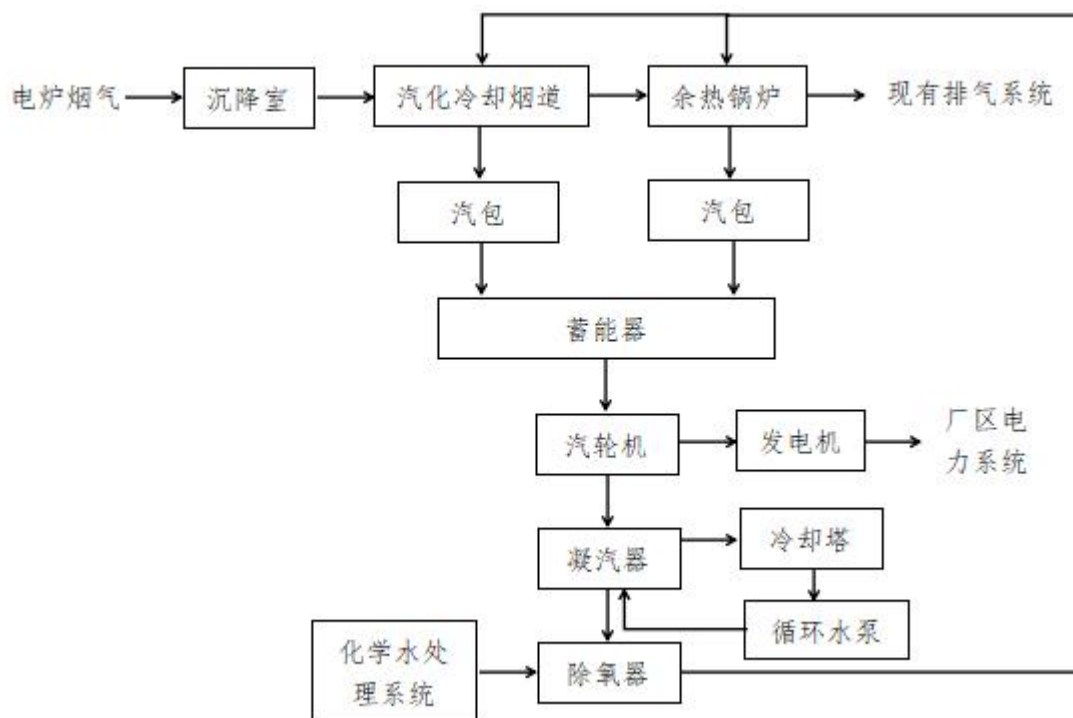 电炉烟气
沉降室
汽化冷却烟道
余热锅炉
现有排气系统
汽包
汽包
蓄能器
汽轮机
发电机
厂区电
力系统
凝汽器
冷却塔
循环水泵
化学水处
理系统
除氧器